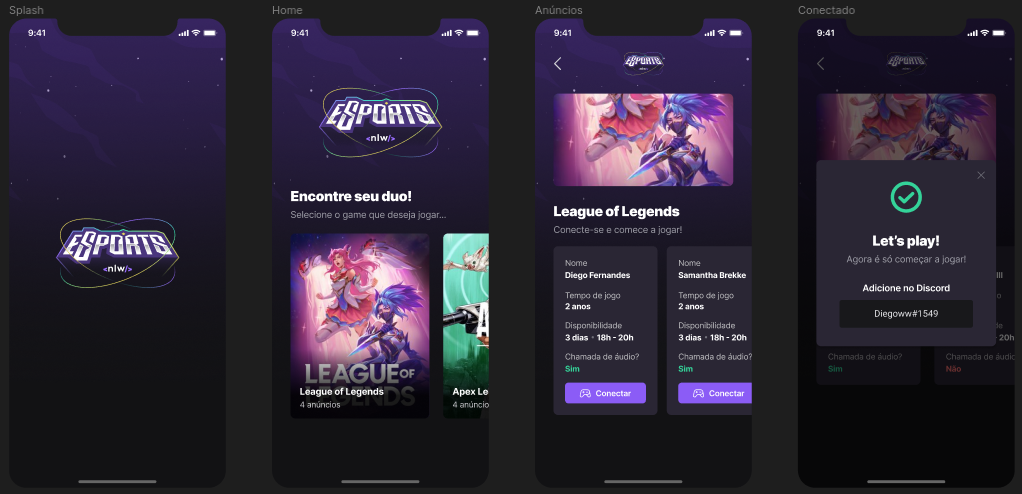 Splash
9:41
ESPORTS
<nlw/>
Home
9:41
ESPORTS
<nlw/>
Encontre seu duo!
Selecione o game que deseja jogar...
LEAGUE OF
LEGENDS
League of Legends
4 anúncios
A
Apex Le
4 anúncio
Anúncios
9:41
ESPORTS
League of Legends
Conecte-se e comece a jogar!
Nome
Diego Fernandes
Tempo de jogo
2 anos
Disponibilidade
3 dias • 18h - 20h
Chamada de áudio?
Sim
Conectar
Nome
Samantha Brekke
Tempo de jogo
2 anos
Disponibilidade
3 dias • 18h - 20h
Chamada de áudio?
Sim
Conectar
Conectado
9:41
ESPORTS
Let's play!
Agora é só começar a jogar!
Adicione no Discord
Diegoww#1549
20h
Chamada de áudio?
Sim
Chamada de áudi
Não